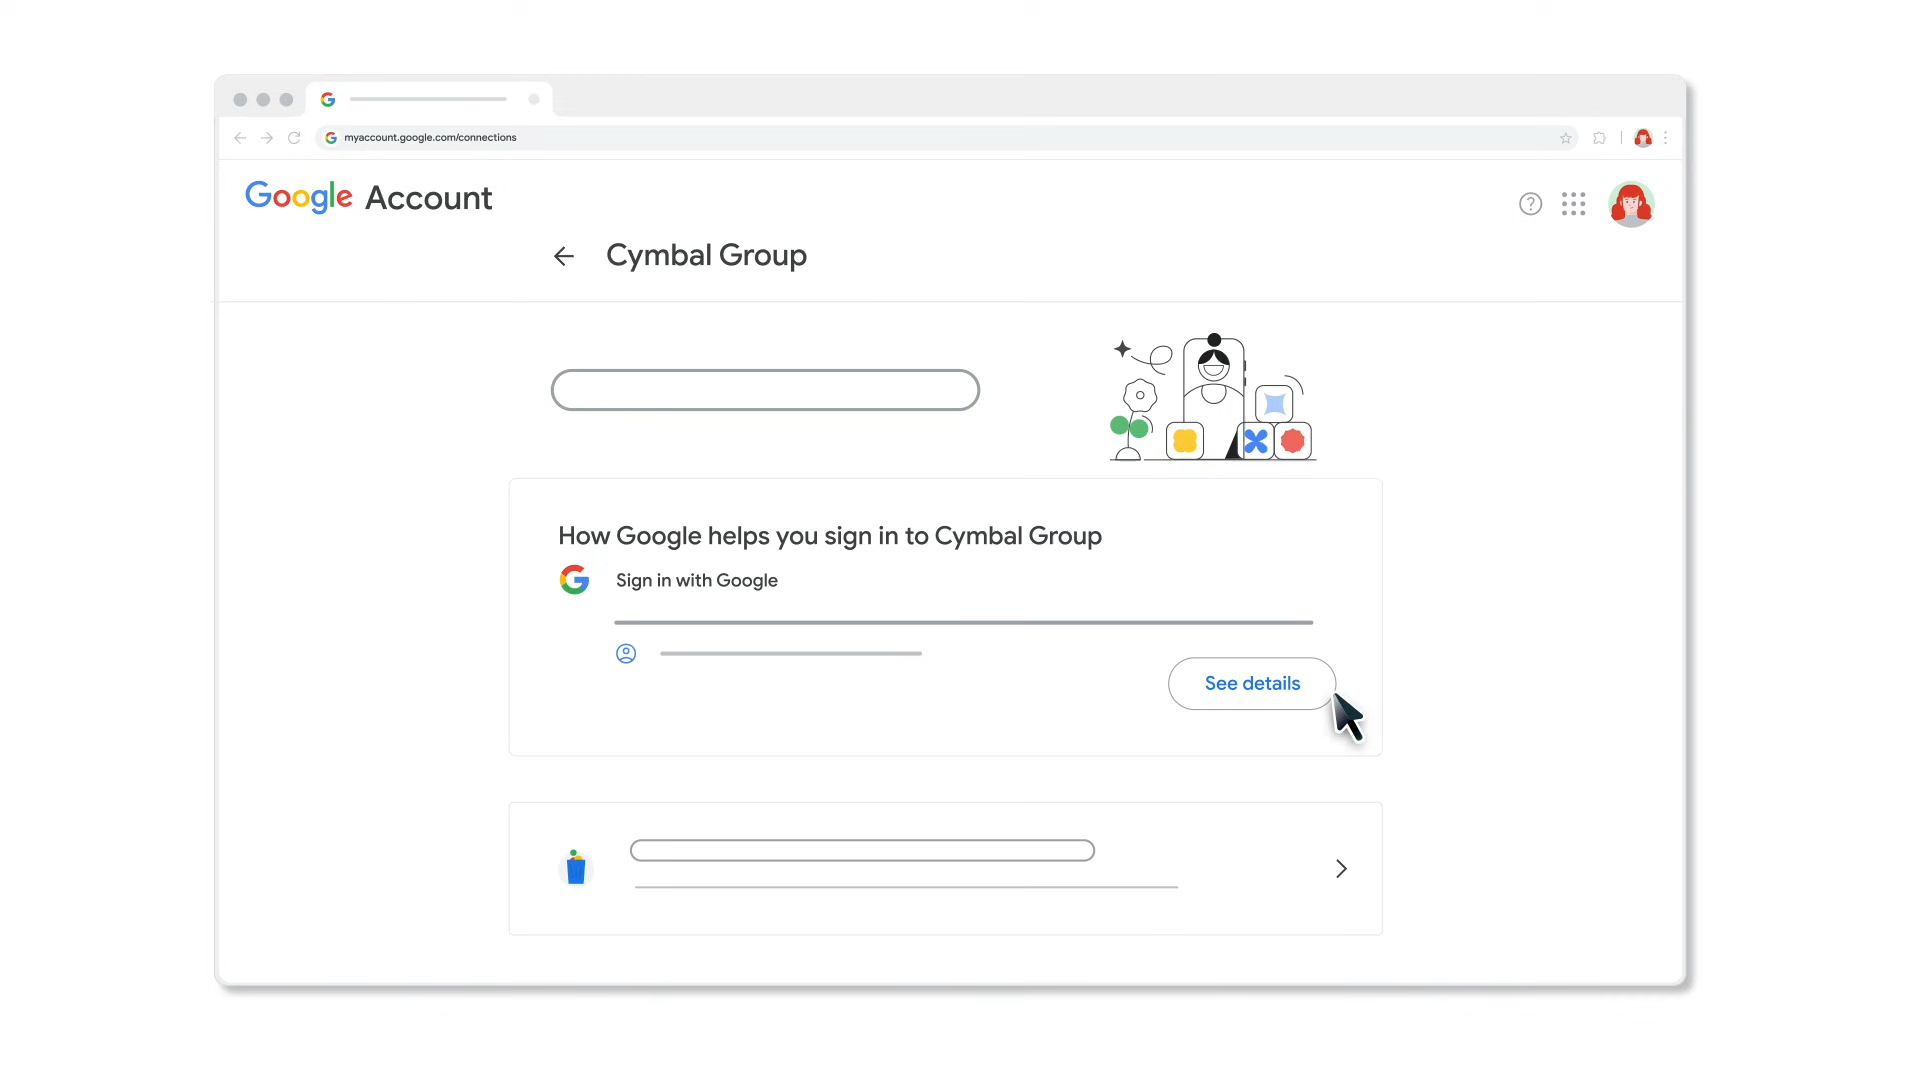 myaccount.google.com/connections
Google Account
Cymbal Group
How Google helps you sign in to Cymbal Group
Sign in with Google
See details